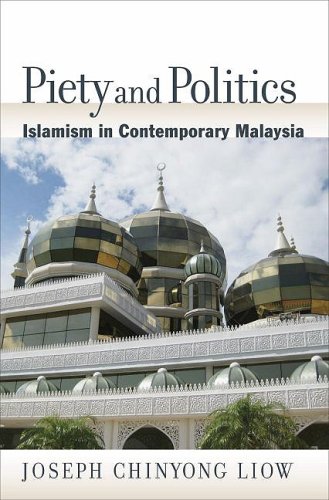 Piety and Politics
Islamism in Contemporary Malaysia
JOSEPH CHINYONG LIOW